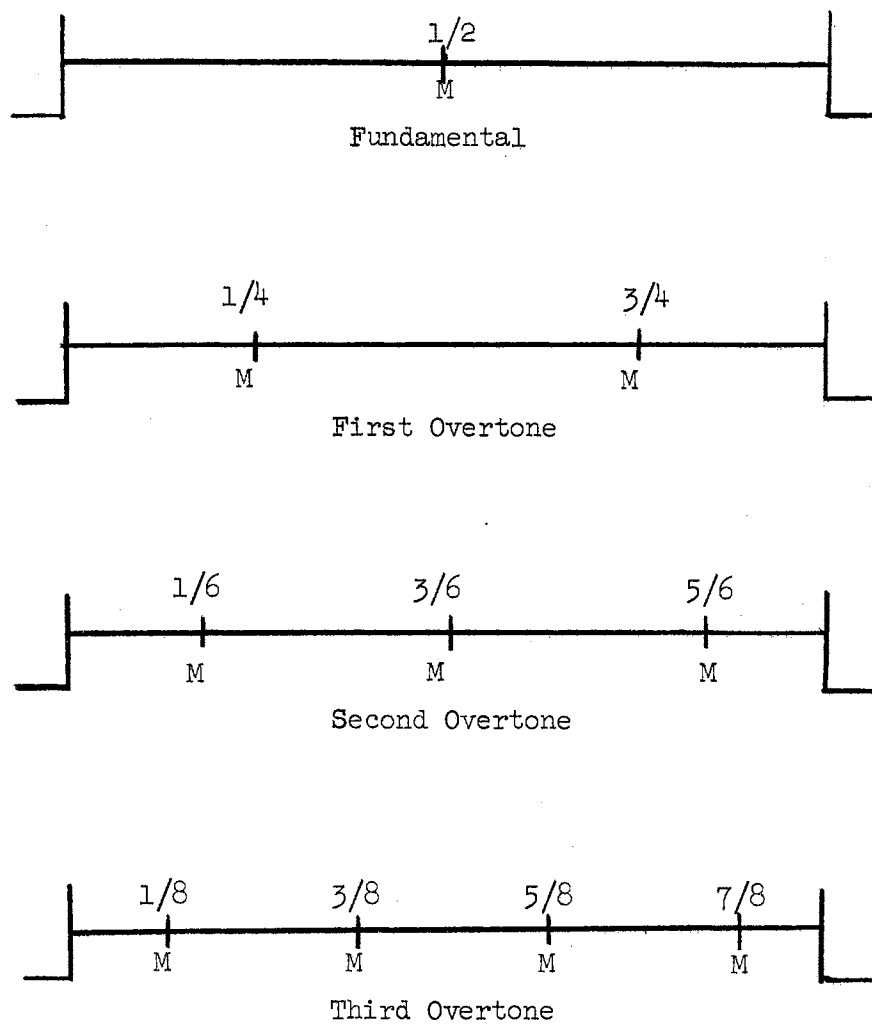 1/2
M
Fundamental
1/4 3/4
M M
First Overtone
1/6 3/6 5/6
M M M
Second Overtone
1/8 3/8 5/8 7/8
M M M M
Third Overtone